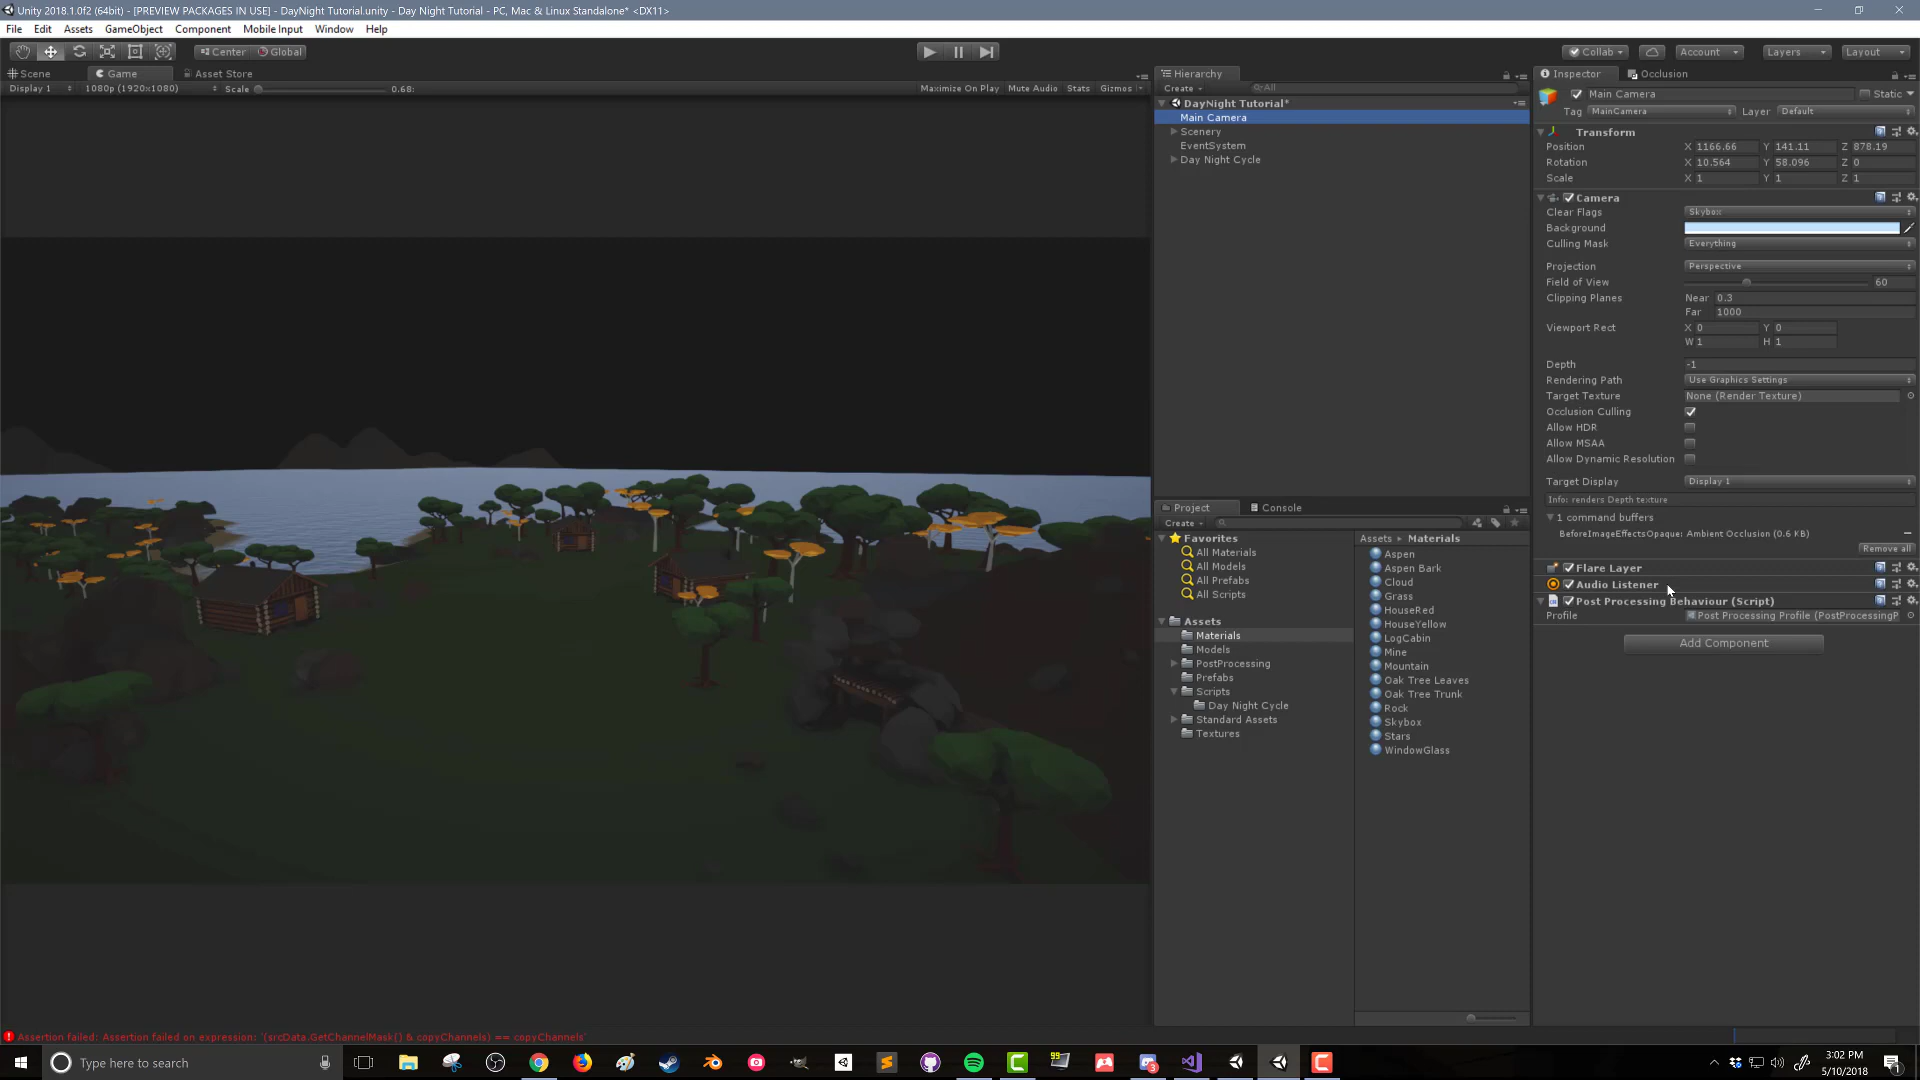 Unity 2018.1.0f2 (64bit) - [PREVIEW PACKAGES IN USE] - DayNight Tutorial.unity - Day Night Tutorial - PC, Mac & Linux Standalone* <DX11>
File Edit Assets GameObject Component Mobile Input Window Help
Center Global
Collab Account Layers Layout
Scene Game Asset Store
Display 1 1080p (1920x1080) Scale 0.68: Maximize On Play Mute Audio Stats Gizmos
Hierarchy
Create All
DayNight Tutorial*
Main Camera
Scenery
EventSystem
Day Night Cycle
Project Console
Create
Favorites
All Materials
All Models
All Prefabs
All Scripts
Assets
Materials
Models
PostProcessing
Prefabs
Scripts
Day Night Cycle
Standard Assets
Textures
Assets Materials
Aspen
Aspen Bark
Cloud
Grass
HouseRed
HouseYellow
LogCabin
Mine
Mountain
Oak Tree Leaves
Oak Tree Trunk
Rock
Skybox
Stars
WindowGlass
Inspector Occlusion
Main Camera Static
Tag MainCamera Layer Default
Transform
Position X 1166.66 Y 141.11 Z 878.19
Rotation X 10.564 Y 58.096 Z 0
Scale X 1 Y 1 Z 1
Camera
Clear Flags Skybox
Background
Culling Mask Everything
Projection Perspective
Field of View 60
Clipping Planes Near 0.3
Far 1000
Viewport Rect X 0 Y 0
W 1 H 1
Depth -1
Rendering Path Use Graphics Settings
Target Texture None (Render Texture)
Occlusion Culling
Allow HDR
Allow MSAA
Allow Dynamic Resolution
Target Display Display 1
Info: renders Depth texture
1 command buffers
BeforeImageEffectsOpaque: Ambient Occlusion (0.6 KB)
Remove all
Flare Layer
Audio Listener
Post Processing Behaviour (Script)
Profile Post Processing Profile (PostProcessingP
Add Component
Assertion failed: Assertion failed on expression: '(srcData.GetChannelMask() & copyChannels) == copyChannels'
Type here to search
99
3
3:02 PM
5/10/2018
1